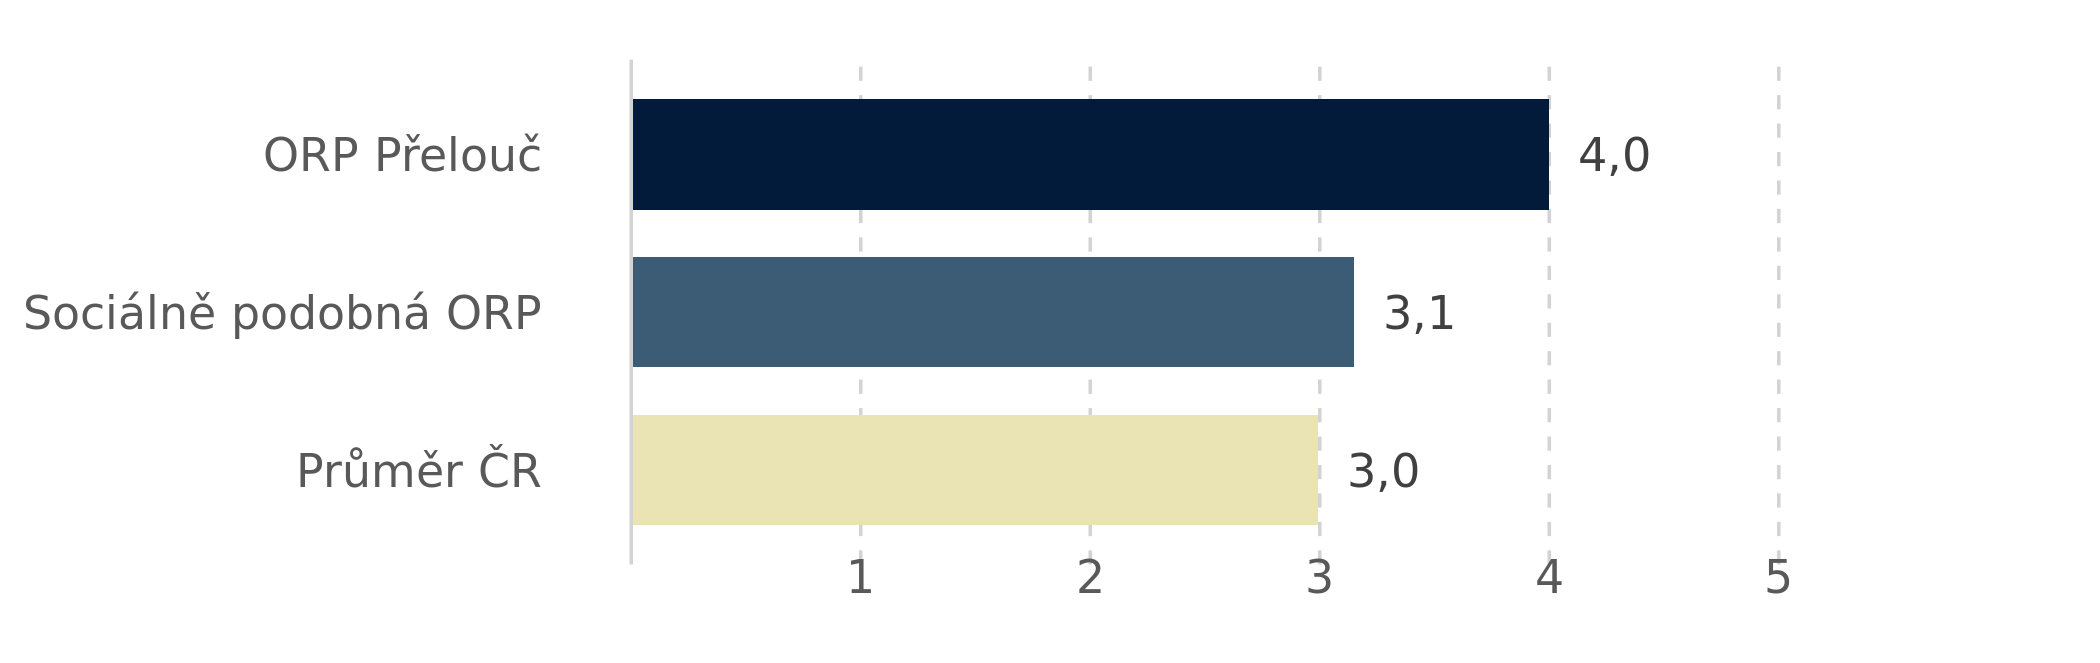 ORP Přelouč 4,0
Sociálně podobná ORP 3,1
Průměr ČR 3,0
1 2 3 4 5